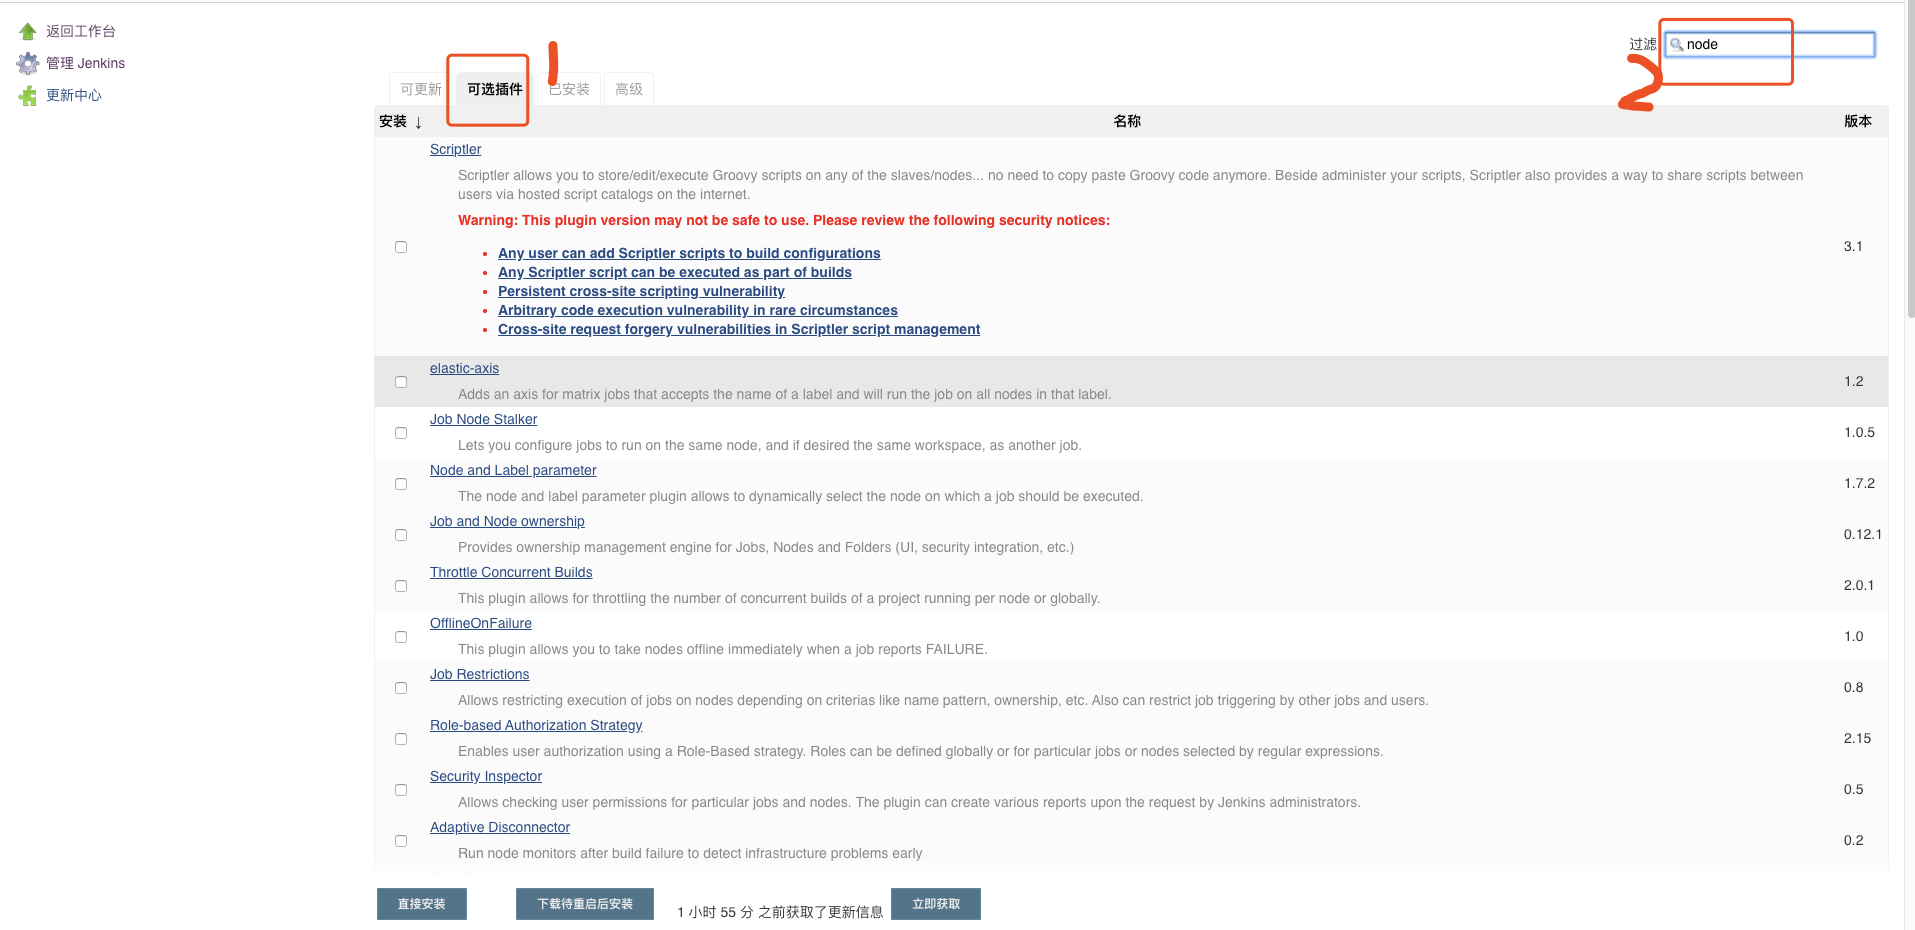 返回工作台
管理 Jenkins
更新中心
过滤
node
1
2
可更新
可选插件
已安装
高级
安装 ↓
名称
版本
Scriptler
Scriptler allows you to store/edit/execute Groovy scripts on any of the slaves/nodes... no need to copy paste Groovy code anymore. Beside administer your scripts, Scriptler also provides a way to share scripts between
users via hosted script catalogs on the internet.
Warning: This plugin version may not be safe to use. Please review the following security notices:
• Any user can add Scriptler scripts to build configurations
• Any Scriptler script can be executed as part of builds
• Persistent cross-site scripting vulnerability
• Arbitrary code execution vulnerability in rare circumstances
• Cross-site request forgery vulnerabilities in Scriptler script management
3.1
elastic-axis
Adds an axis for matrix jobs that accepts the name of a label and will run the job on all nodes in that label.
1.2
Job Node Stalker
Lets you configure jobs to run on the same node, and if desired the same workspace, as another job.
1.0.5
Node and Label parameter
The node and label parameter plugin allows to dynamically select the node on which a job should be executed.
1.7.2
Job and Node ownership
Provides ownership management engine for Jobs, Nodes and Folders (UI, security integration, etc.)
0.12.1
Throttle Concurrent Builds
This plugin allows for throttling the number of concurrent builds of a project running per node or globally.
2.0.1
OfflineOnFailure
This plugin allows you to take nodes offline immediately when a job reports FAILURE.
1.0
Job Restrictions
Allows restricting execution of jobs on nodes depending on criterias like name pattern, ownership, etc. Also can restrict job triggering by other jobs and users.
0.8
Role-based Authorization Strategy
Enables user authorization using a Role-Based strategy. Roles can be defined globally or for particular jobs or nodes selected by regular expressions.
2.15
Security Inspector
Allows checking user permissions for particular jobs and nodes. The plugin can create various reports upon the request by Jenkins administrators.
0.5
Adaptive Disconnector
Run node monitors after build failure to detect infrastructure problems early
0.2
直接安装
下载待重启后安装
1 小时 55 分 之前获取了更新信息
立即获取